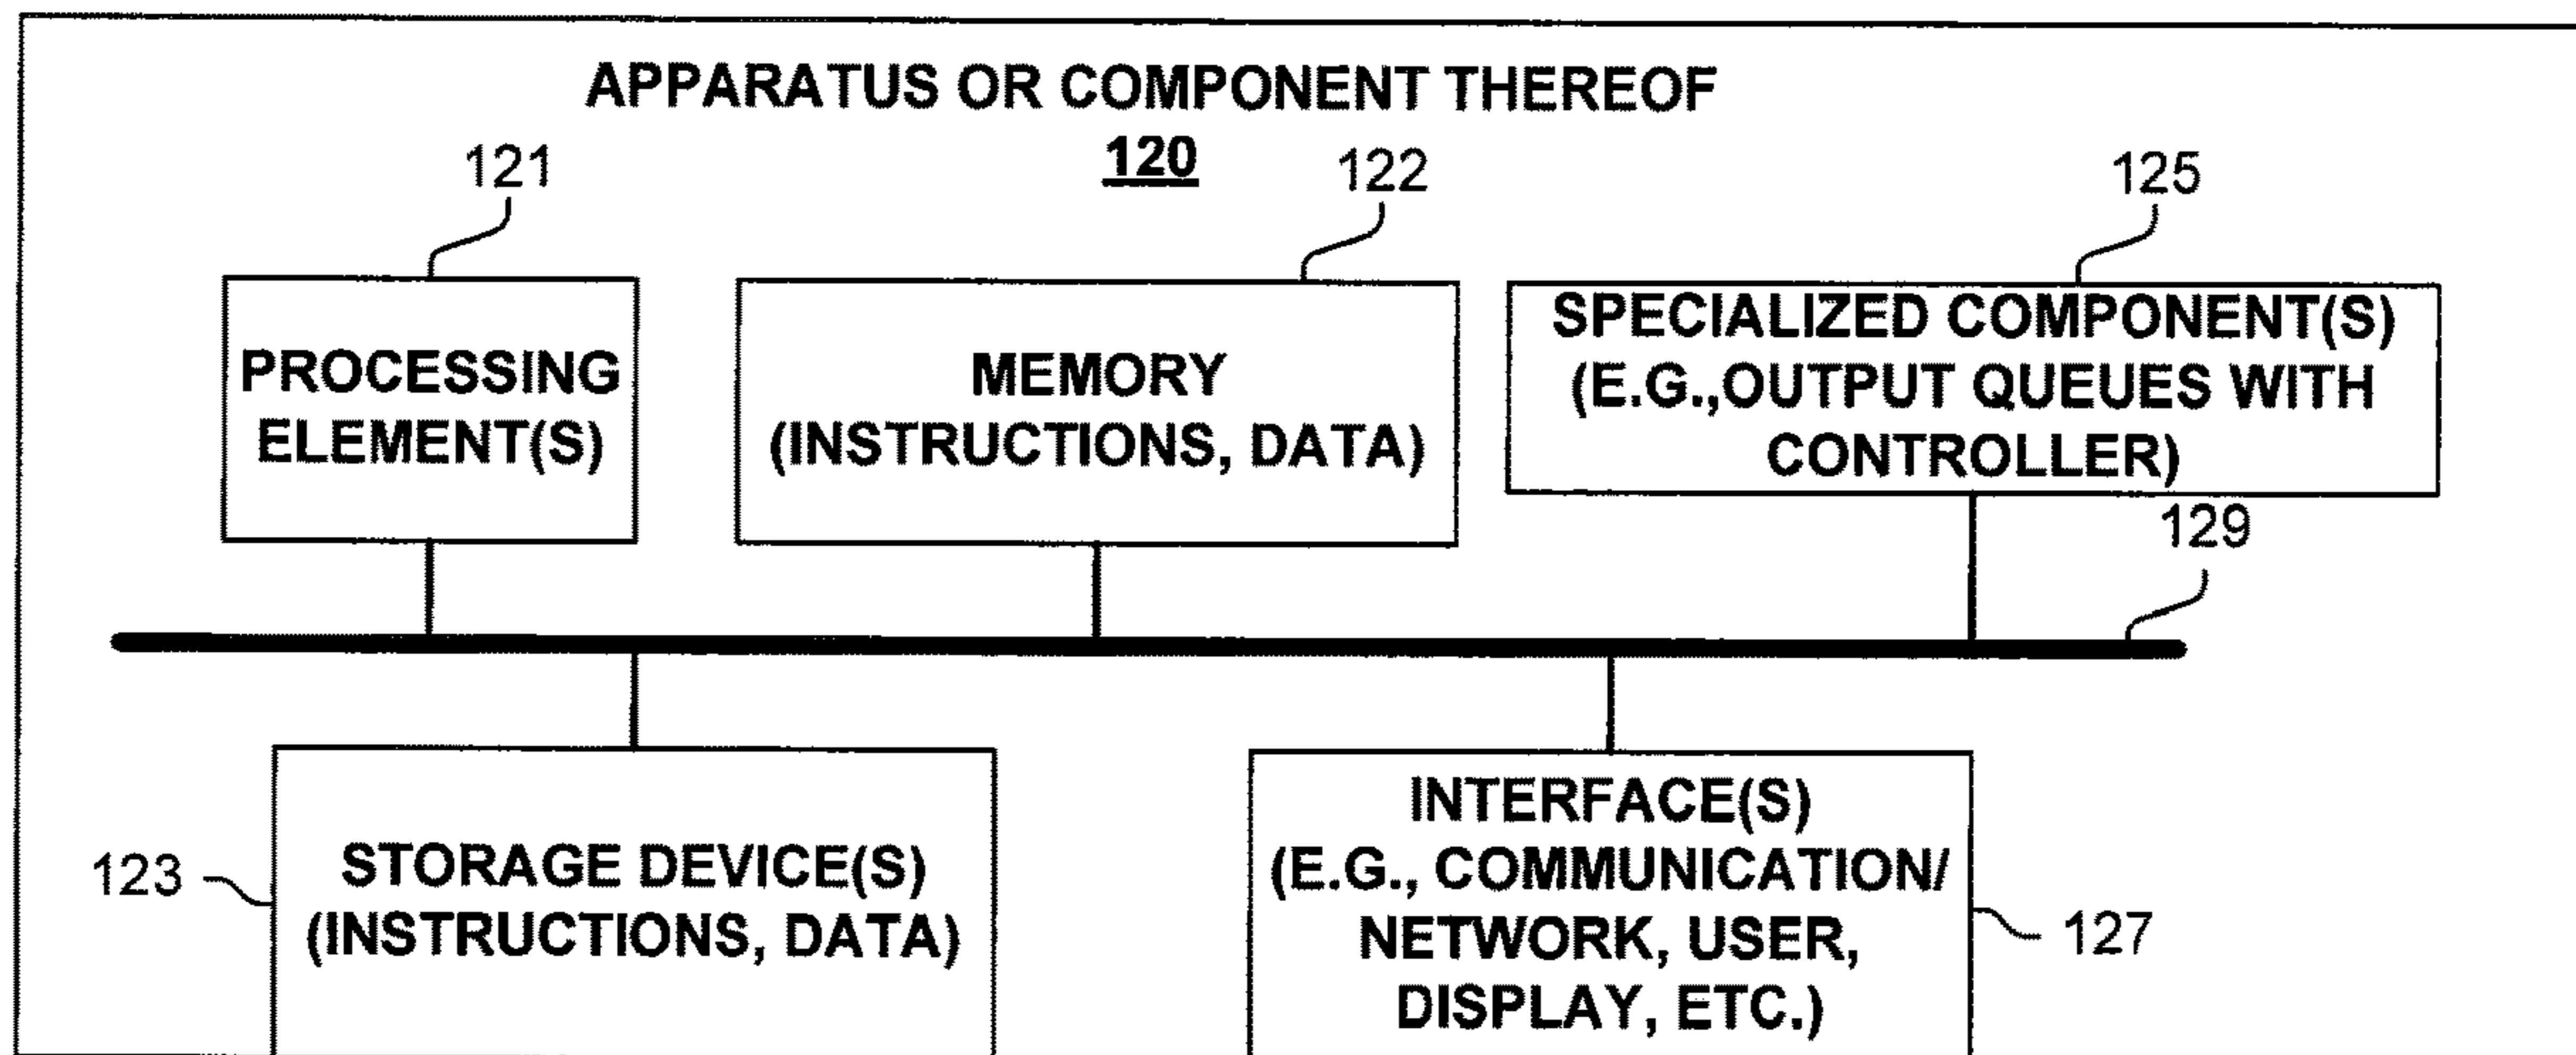 APPARATUS OR COMPONENT THEREOF
120
121
122
125
PROCESSING
ELEMENT(S)
MEMORY
(INSTRUCTIONS, DATA)
SPECIALIZED COMPONENT(S)
(E.G.,OUTPUT QUEUES WITH
CONTROLLER)
129
123
STORAGE DEVICE(S)
(INSTRUCTIONS, DATA)
INTERFACE(S)
(E.G., COMMUNICATION/
NETWORK, USER,
DISPLAY, ETC.)
127